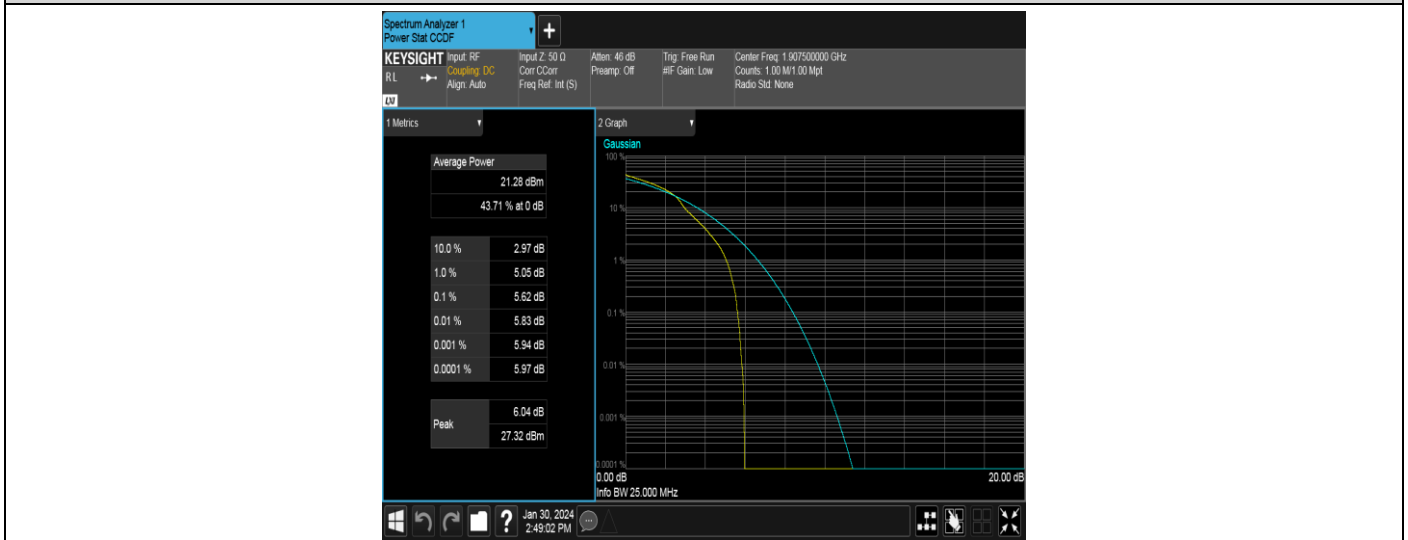 Spectrum Analyzer 1
Power Stat CCDF
+
KEYSIGHT
RL
LXI
Input: RF
Coupling: DC
Align: Auto
Input Z: 50 Ω
Corr CCorr
Freq Ref: Int (S)
Atten: 46 dB
Preamp: Off
Trig: Free Run
#IF Gain: Low
Center Freq: 1.907500000 GHz
Counts: 1.00 M/1.00 Mpt
Radio Std: None
1 Metrics
Average Power
21.28 dBm
43.71 % at 0 dB
10.0 % 2.97 dB
1.0 % 5.05 dB
0.1 % 5.62 dB
0.01 % 5.83 dB
0.001 % 5.94 dB
0.0001 % 5.97 dB
Peak
6.04 dB
27.32 dBm
2 Graph
Gaussian
100 %
10 %
1 %
0.1 %
0.01 %
0.001 %
0.0001 %
0.00 dB
20.00 dB
Info BW 25.000 MHz
?
Jan 30, 2024
2:49:02 PM